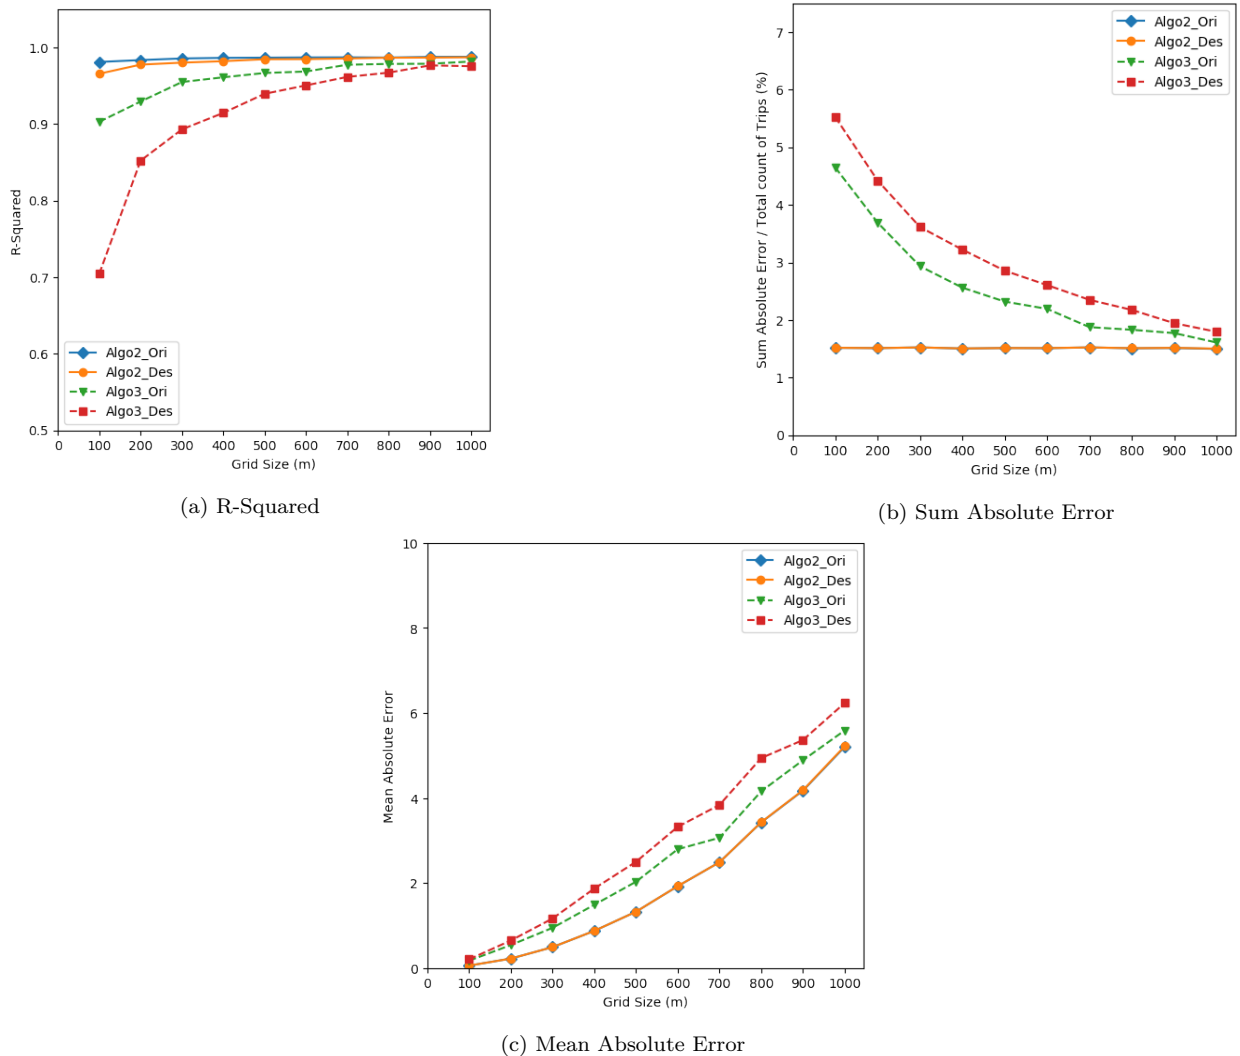 R-Squared
1.0
0.9
0.8
0.7
0.6
0.5
Algo2_Ori
Algo2_Des
Algo3_Ori
Algo3_Des
0 100 200 300 400 500 600 700 800 900 1000
Grid Size (m)
(a) R-Squared
Sum Absolute Error / Total count of Trips (%)
7
6
5
4
3
2
1
0
Algo2_Ori
Algo2_Des
Algo3_Ori
Algo3_Des
0 100 200 300 400 500 600 700 800 900 1000
Grid Size (m)
(b) Sum Absolute Error
Mean Absolute Error
10
8
6
4
2
0
Algo2_Ori
Algo2_Des
Algo3_Ori
Algo3_Des
0 100 200 300 400 500 600 700 800 900 1000
Grid Size (m)
(c) Mean Absolute Error